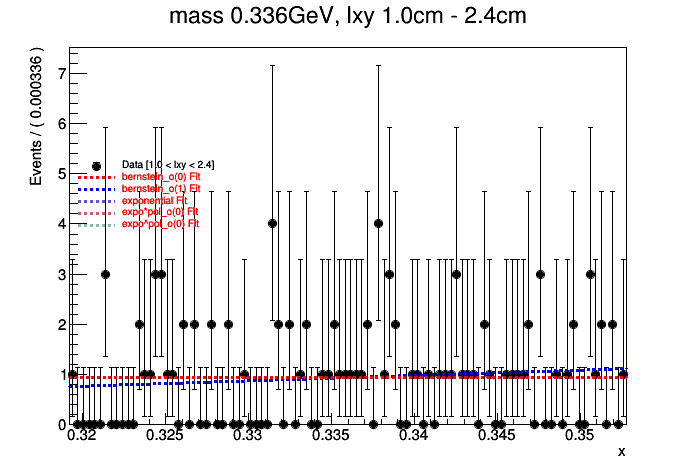 mass 0.336GeV, lxy 1.0cm - 2.4cm
Events / ( 0.000336 )
7
6
5
4
3
2
1
0
Data [1.0 < lxy < 2.4]
bernstein_o(0) Fit
bernstein_o(1) Fit
exponential Fit
expo*pol_o(0) Fit
expo^pol_o(0) Fit
0.32 0.325 0.33 0.335 0.34 0.345 0.35
x